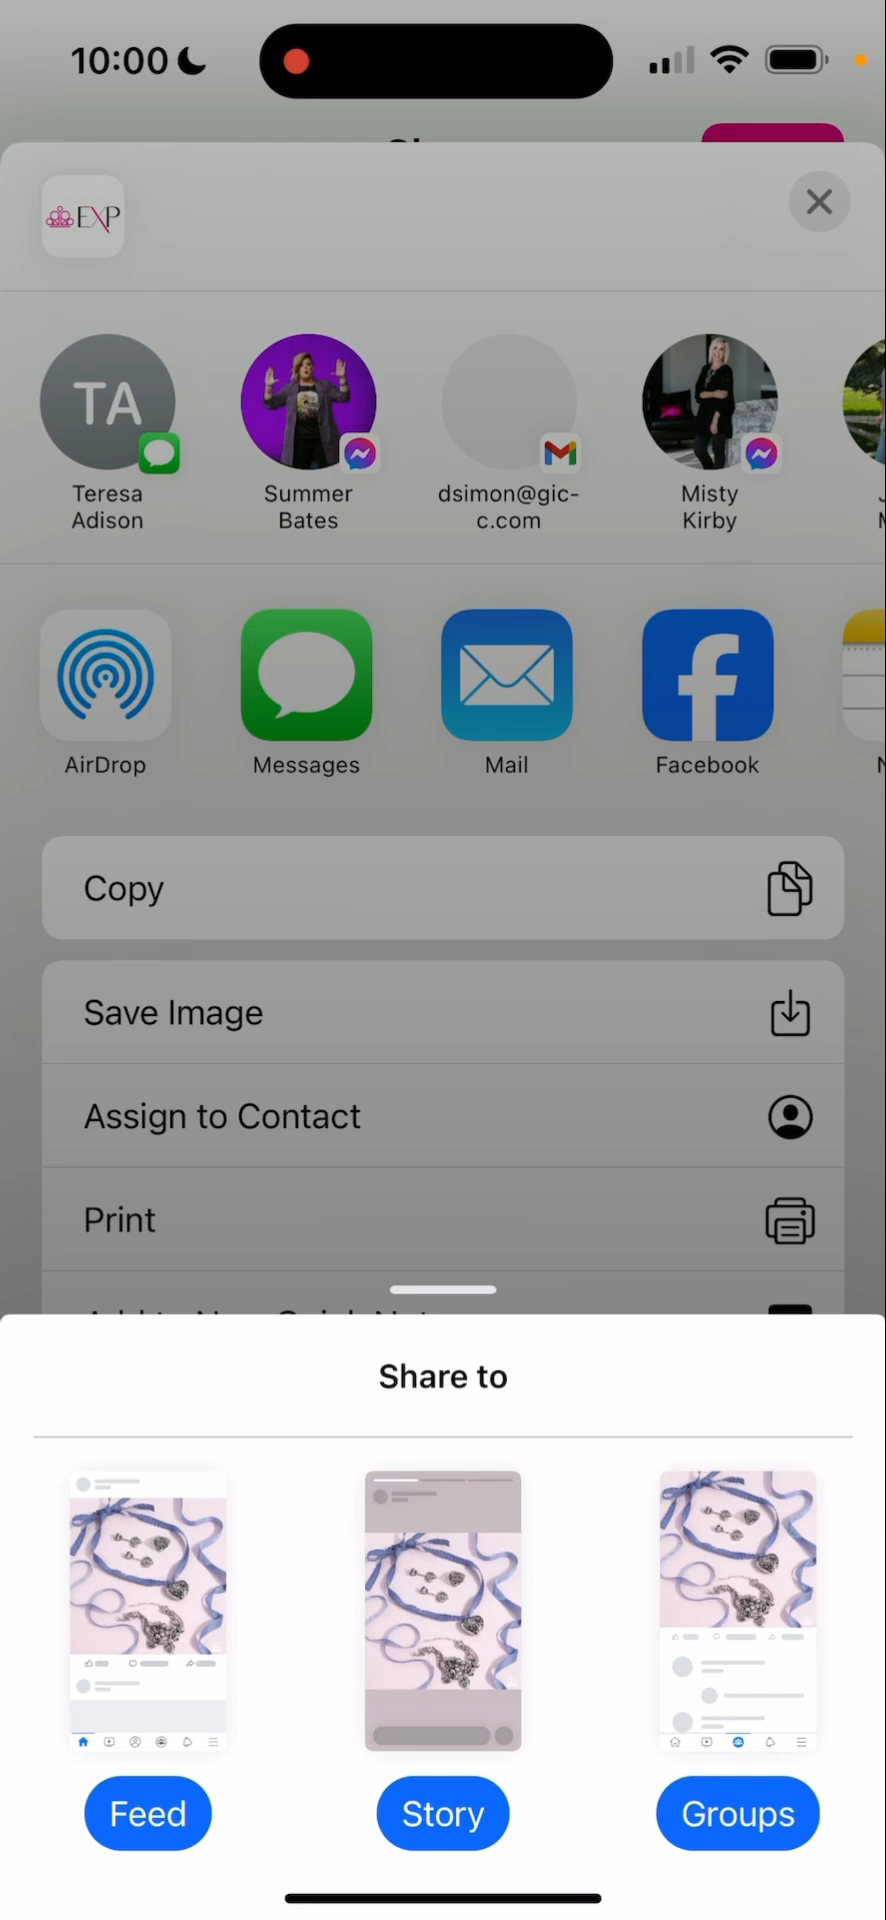 10:00
EXP
TA
Teresa
Adison
Summer
Bates
dsimon@gic-
c.com
Misty
Kirby
AirDrop
Messages
Mail
Facebook
Copy
Save Image
Assign to Contact
Print
Share to
Feed
Story
Groups